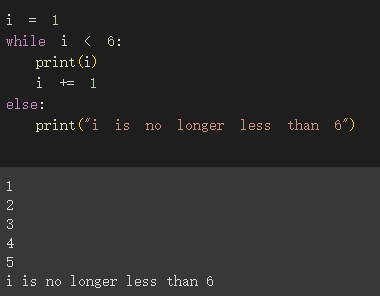 i = 1
while i < 6:
    print(i)
    i += 1
else:
    print("i is no longer less than 6")
1
2
3
4
5
i is no longer less than 6